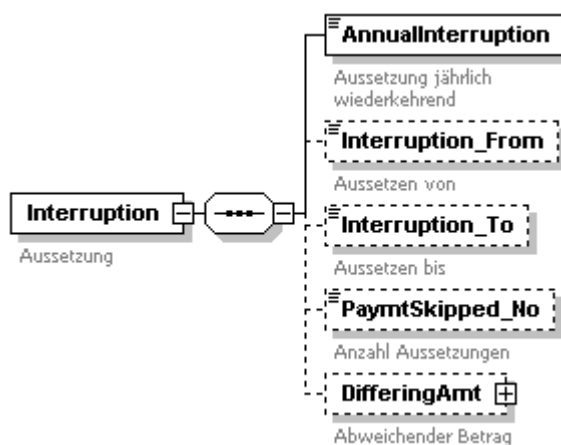 AnnualInterruption
Aussetzung jährlich
wiederkehrend
Interruption_From
Aussetzen von
Interruption
Aussetzung
Interruption_To
Aussetzen bis
PaymtSkipped_No
Anzahl Aussetzungen
DifferingAmt
Abweichender Betrag